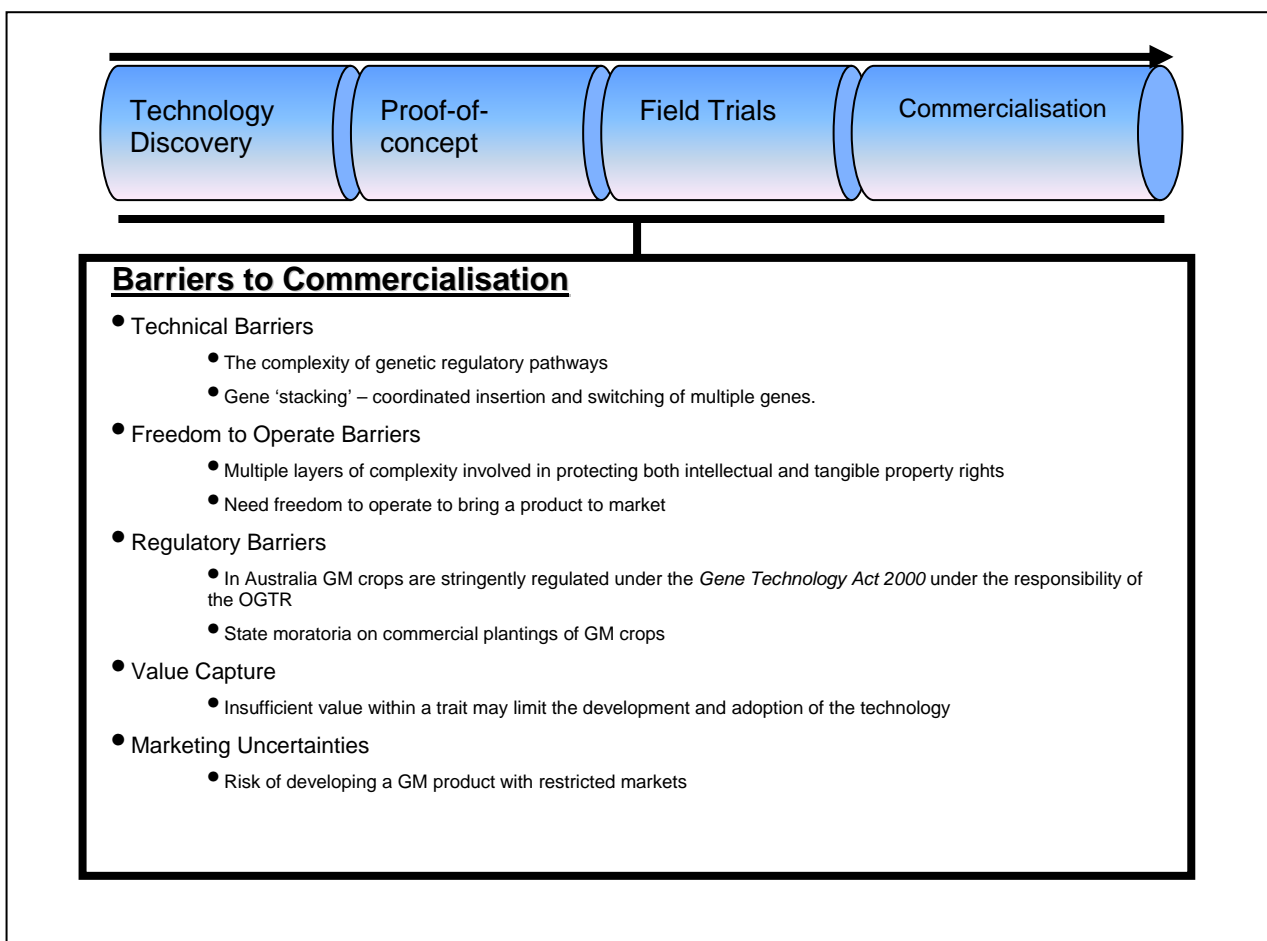 Technology
Discovery
Proof-of-
concept
Field Trials
Commercialisation
Barriers to Commercialisation
• Technical Barriers
• The complexity of genetic regulatory pathways
• Gene ‘stacking’ – coordinated insertion and switching of multiple genes.
• Freedom to Operate Barriers
• Multiple layers of complexity involved in protecting both intellectual and tangible property rights
• Need freedom to operate to bring a product to market
• Regulatory Barriers
• In Australia GM crops are stringently regulated under the Gene Technology Act 2000 under the responsibility of
the OGTR
• State moratoria on commercial plantings of GM crops
• Value Capture
• Insufficient value within a trait may limit the development and adoption of the technology
• Marketing Uncertainties
• Risk of developing a GM product with restricted markets